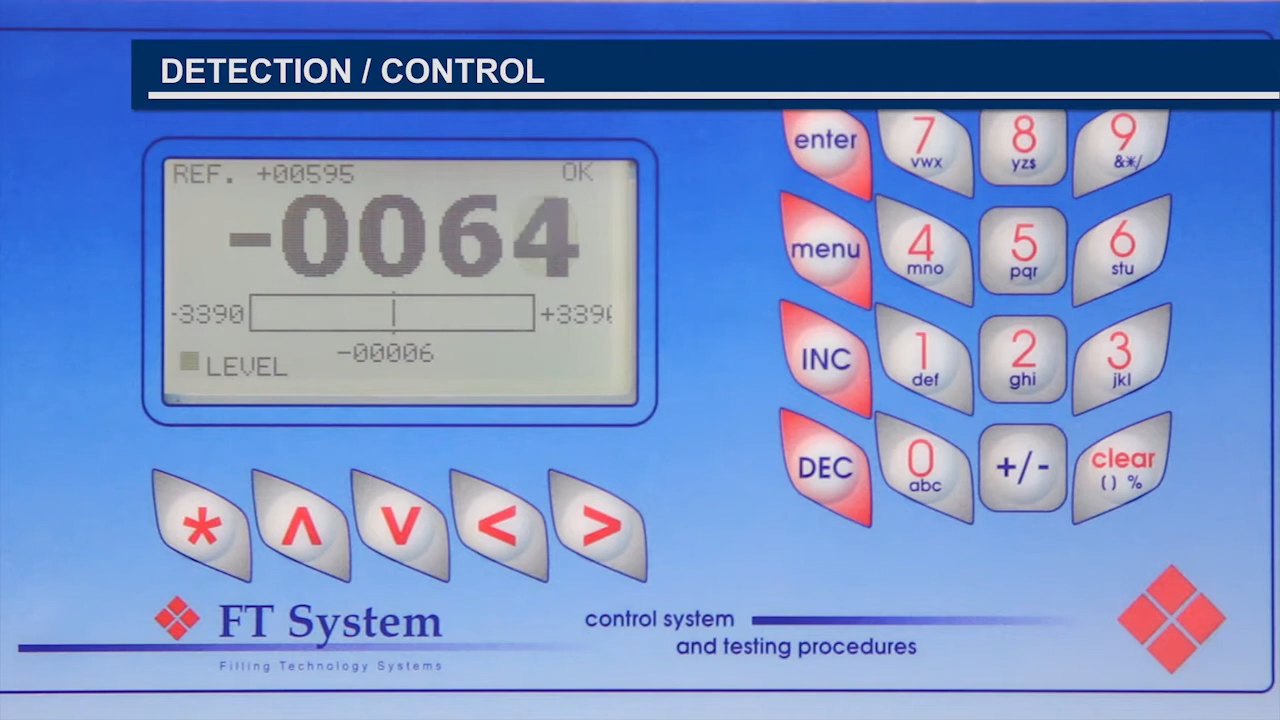 DETECTION / CONTROL
REF. +00595 OK
-0064
-3390 +3390
-00006
LEVEL
enter 7 8 9
vwx yz$ &*/
menu 4 5 6
mno pqr stu
INC 1 2 3
def ghi jkl
DEC 0 +/- clear
abc () %
* ʌ v < >
FT System
Filling Technology Systems
control system
and testing procedures